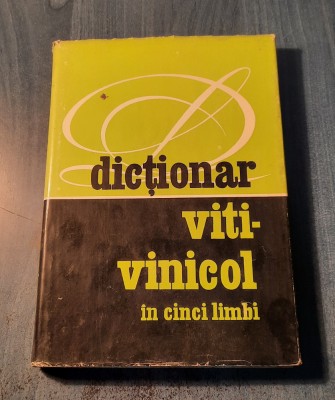 dicționar
viti-
vinicol
în cinci limbi